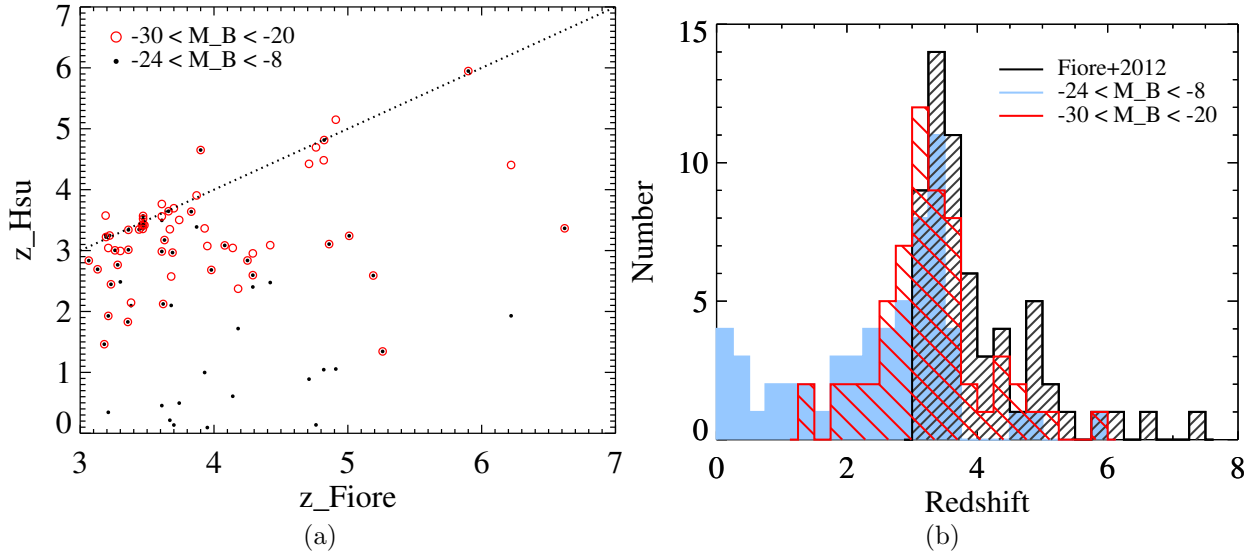 -30 < M_B < -20
-24 < M_B < -8
7
6
5
4
3
2
1
0
z_Hsu
3 4 5 6 7
z_Fiore
(a)
Fiore+2012
-24 < M_B < -8
-30 < M_B < -20
15
10
5
0
Number
0 2 4 6 8
Redshift
(b)